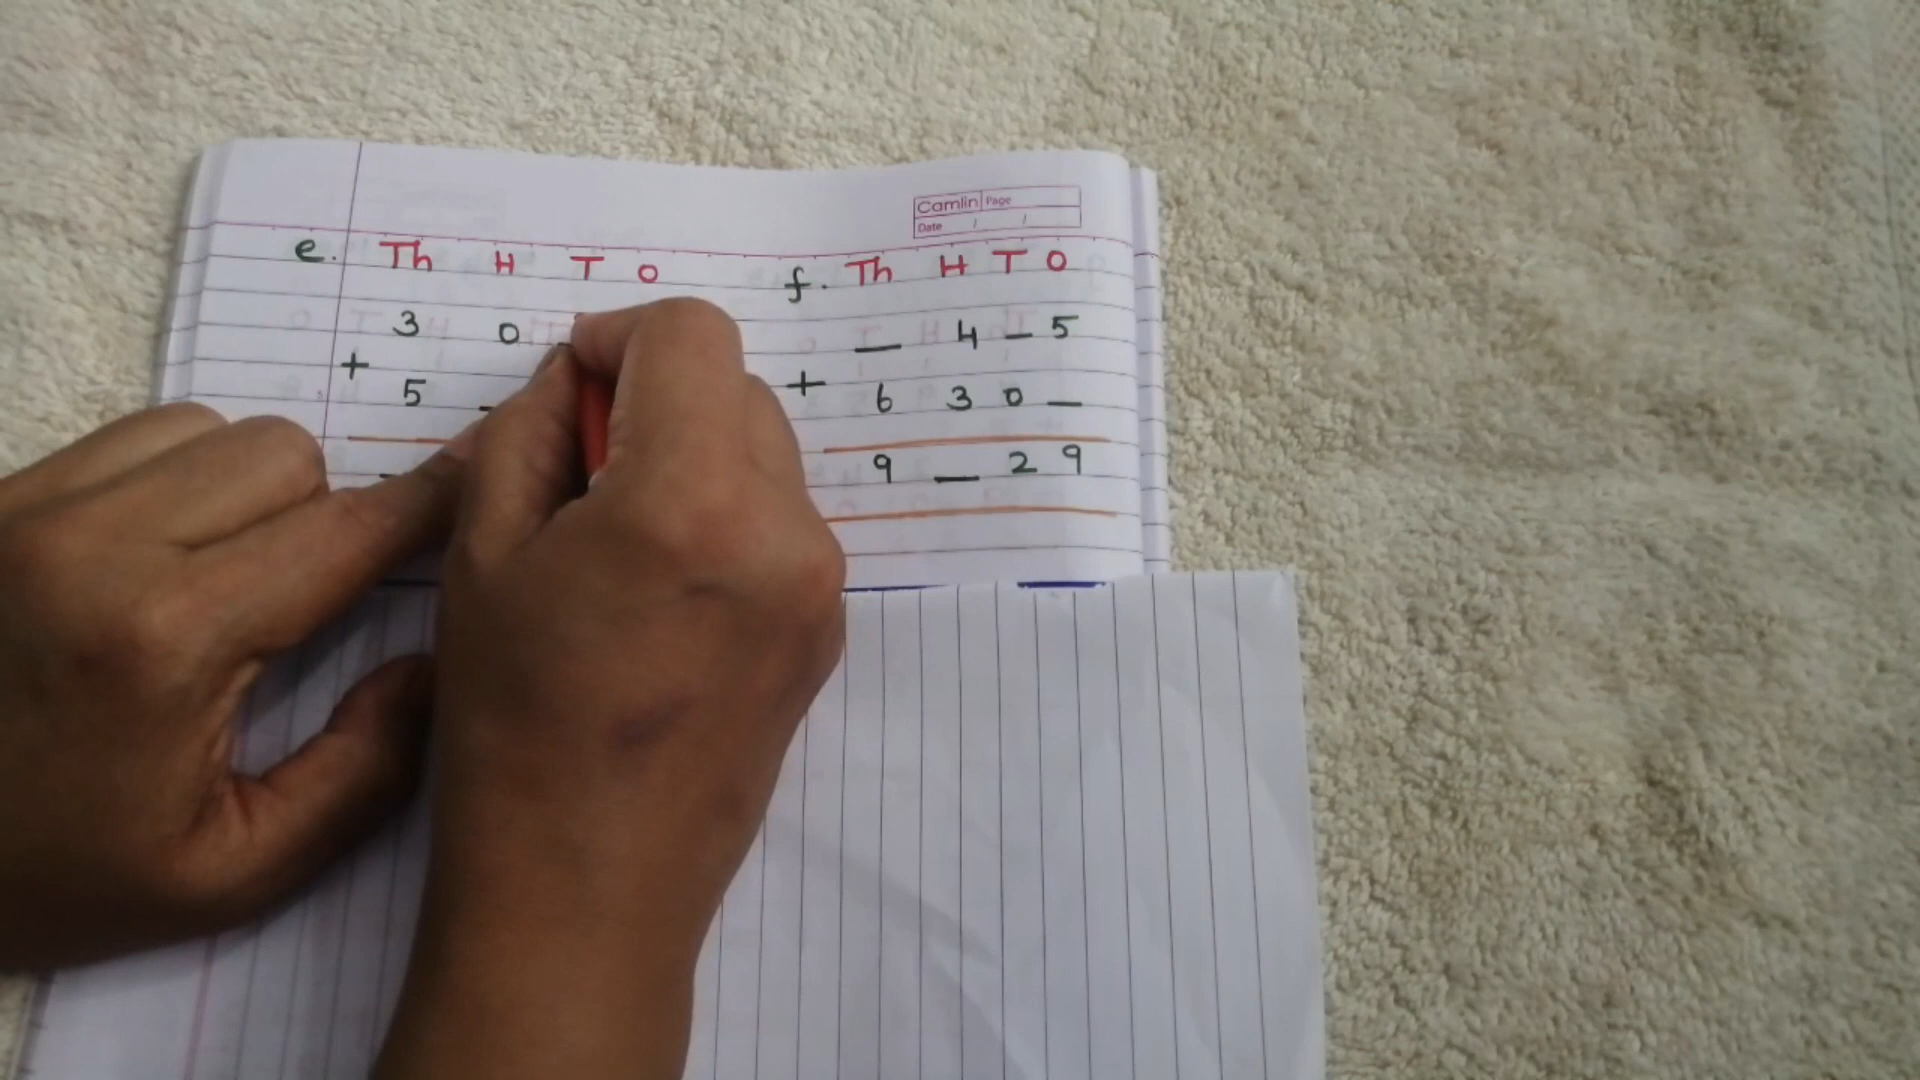 Camlin Page
Date / /
e. Th H T O
3 0
+
5 _
_
f. Th H T O
_ 4 _ 5
+ 6 3 0 _
9 _ 2 9